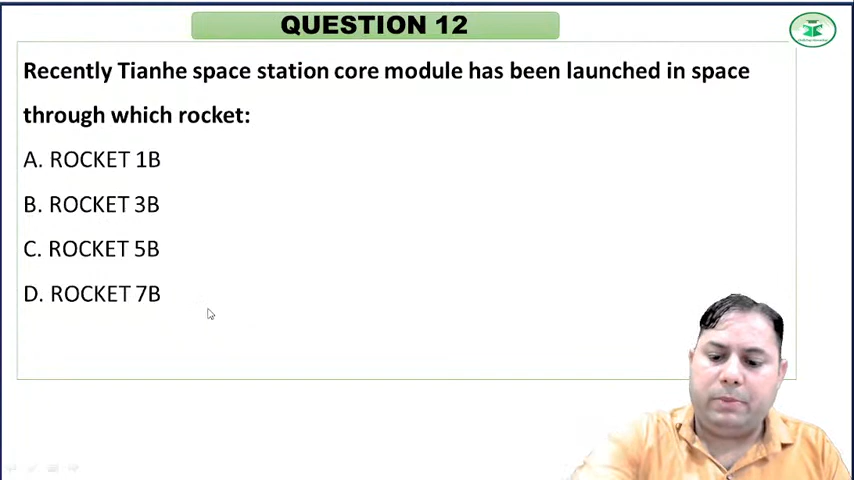 QUESTION 12
Recently Tianhe space station core module has been launched in space
through which rocket:
A. ROCKET 1B
B. ROCKET 3B
C. ROCKET 5B
D. ROCKET 7B